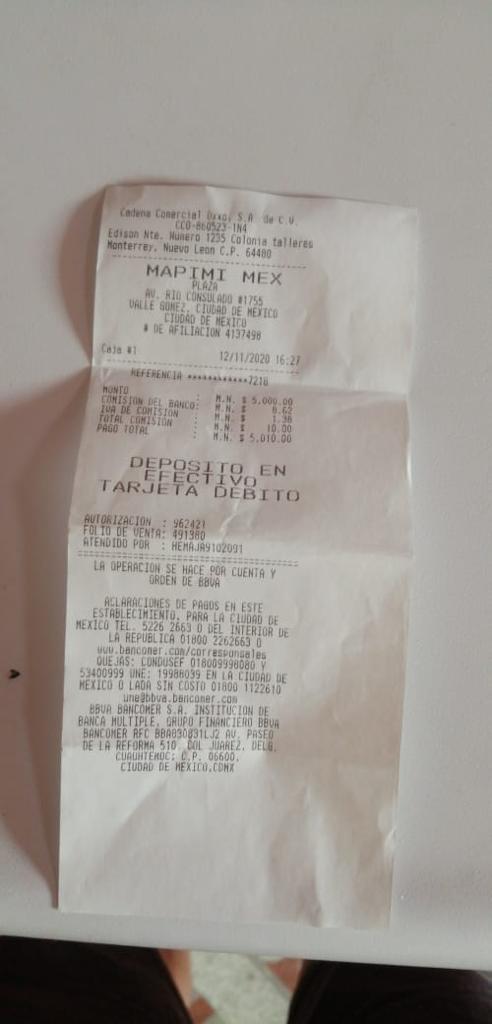 Cadena Comercial Oxxo, S.A. de C.V.
CCO-860523-1N4
Edison Nte. Numero 1235 Colonia talleres
Monterrey, Nuevo Leon C.P. 64480
MAPIMI MEX
PLAZA
AV. RIO CONSULADO #1755
VALLE GOMEZ, CIUDAD DE MEXICO
CIUDAD DE MEXICO
# DE AFILIACION 4137498
Caja #1 12/11/2020 16:27
REFERENCIA ************7218
MONTO : M.N. $ 5,000.00
COMISION DEL BANCO: M.N. $ 8.62
IVA DE COMISION : M.N. $ 1.38
TOTAL COMISION : M.N. $ 10.00
PAGO TOTAL : M.N. $ 5,010.00
DEPOSITO EN
EFECTIVO
TARJETA DEBITO
AUTORIZACION : 962421
FOLIO DE VENTA: 491380
ATENDIDO POR : HEMAJA9102091
LA OPERACION SE HACE POR CUENTA Y
ORDEN DE BBVA
ACLARACIONES DE PAGOS EN ESTE
ESTABLECIMIENTO, PARA LA CIUDAD DE
MEXICO TEL. 5226 2663 O DEL INTERIOR DE
LA REPUBLICA 01800 2262663 O
www.bancomer.com/corresponsales
QUEJAS: CONDUSEF 018009998080 Y
53400999 UNE: 19988039 EN LA CIUDAD DE
MEXICO O LADA SIN COSTO 01800 1122610
une@bbva.bancomer.com
BBVA BANCOMER S.A. INSTITUCION DE
BANCA MULTIPLE, GRUPO FINANCIERO BBVA
BANCOMER RFC BBA830831LJ2 AV. PASEO
DE LA REFORMA 510, COL JUAREZ, DELG.
CUAUHTEMOC; C.P. 06600,
CIUDAD DE MEXICO,CDMX